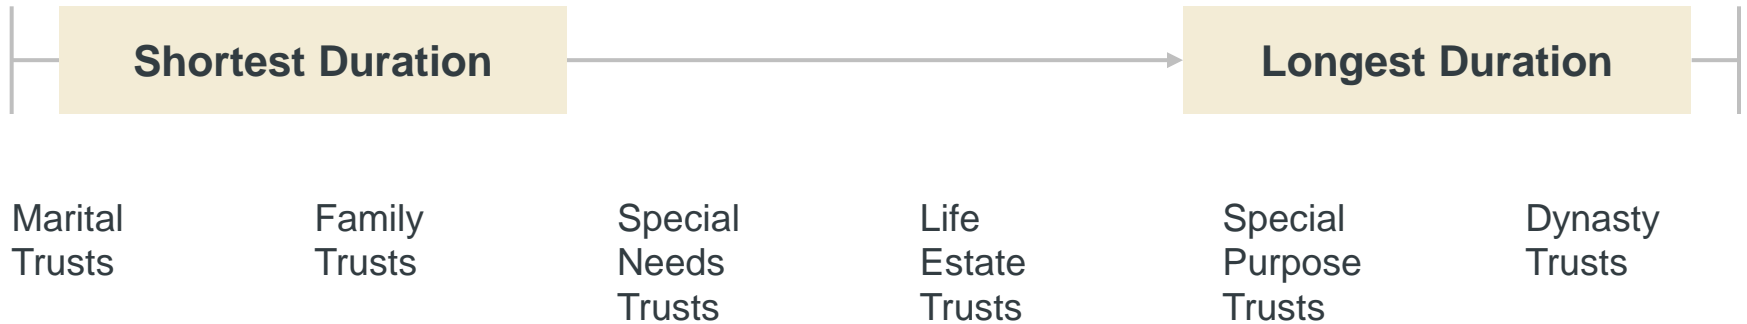 Shortest Duration
Longest Duration
Marital
Trusts
Family
Trusts
Special
Needs
Trusts
Life
Estate
Trusts
Special
Purpose
Trusts
Dynasty
Trusts